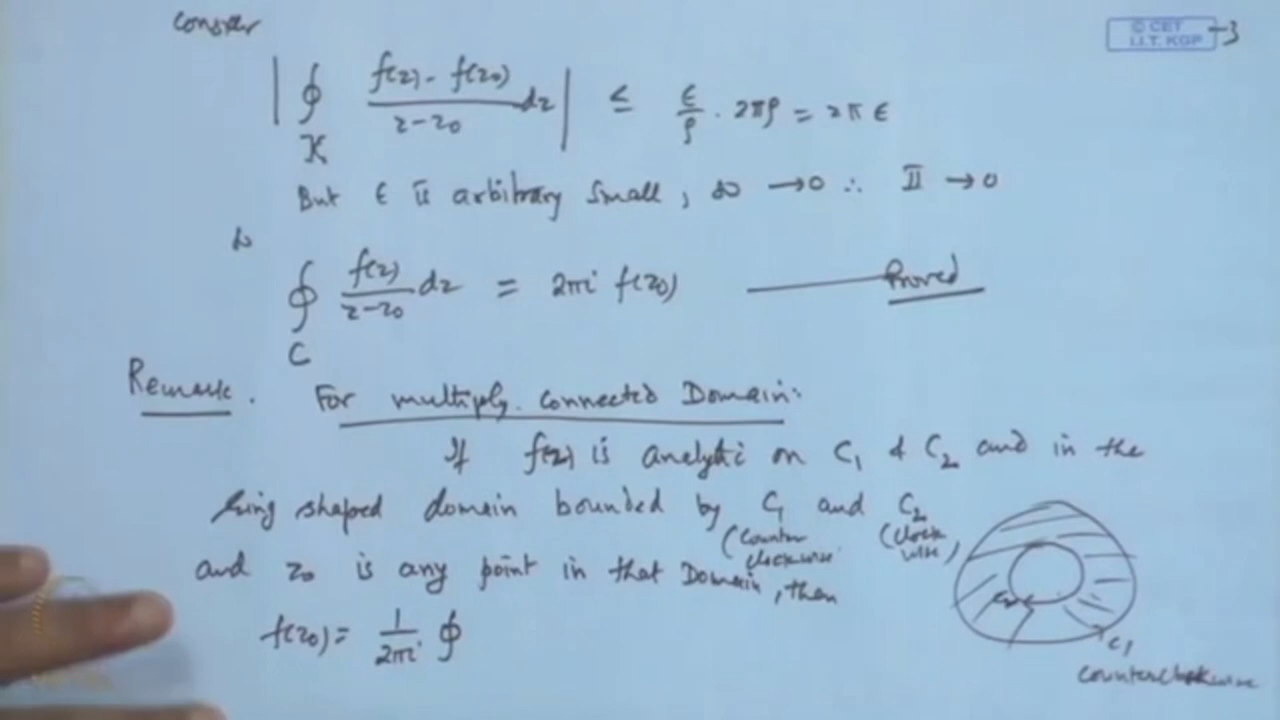 Consider
© CET
I.I.T. KGP
-3
| ∮_K (f(z) - f(z0))/(z-z0) dz | ≤ ε/ρ · 2πρ = 2πε
But ε is arbitrary small, so →0 ∴ II →0
so
∮_C f(z)/(z-z0) dz = 2πi f(z0) ——— Proved
Remark. For multiply connected Domain:
If f(z) is analytic on C1 & C2 and in the
Ring shaped domain bounded by C1 and C2
(Counter clockwise) (clockwise)
and z0 is any point in that Domain, then
f(z0) = 1/2πi ∮
C2
C1
Counterclockwise